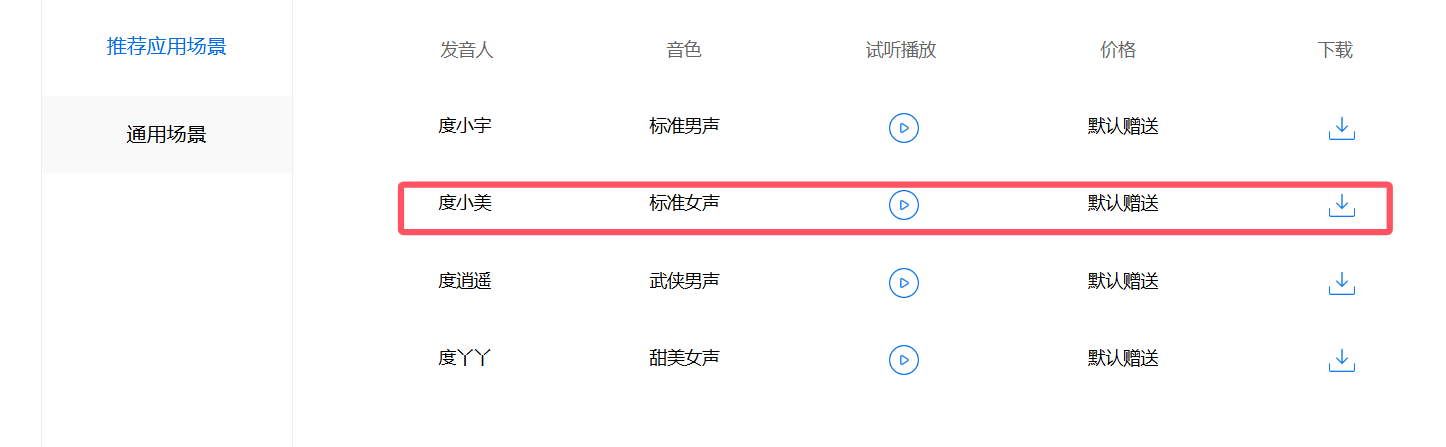 推荐应用场景
通用场景
发音人 音色 试听播放 价格 下载
度小宇 标准男声 默认赠送
度小美 标准女声 默认赠送
度逍遥 武侠男声 默认赠送
度丫丫 甜美女声 默认赠送